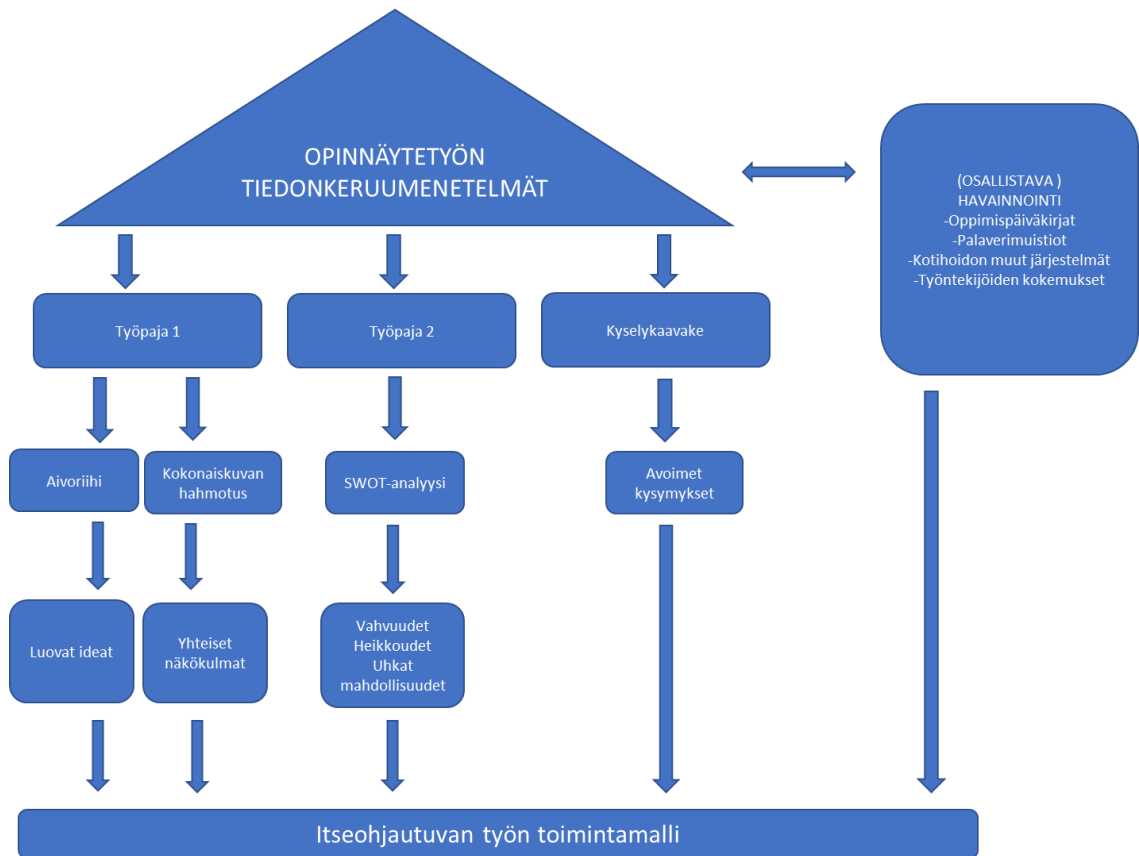 OPINNÄYTETYÖN
TIEDONKERUUMENETELMÄT
(OSALLISTAVA )
HAVAINNOINTI
-Oppimispäiväkirjat
-Palaverimuistiot
-Kotihoidon muut järjestelmät
-Työntekijöiden kokemukset
Työpaja 1
Työpaja 2
Kyselykaavake
Aivoriihi
Kokonaiskuvan
hahmotus
SWOT-analyysi
Avoimet
kysymykset
Luovat ideat
Yhteiset
näkökulmat
Vahvuudet
Heikkoudet
Uhkat
mahdollisuudet
Itseohjautuvan työn toimintamalli